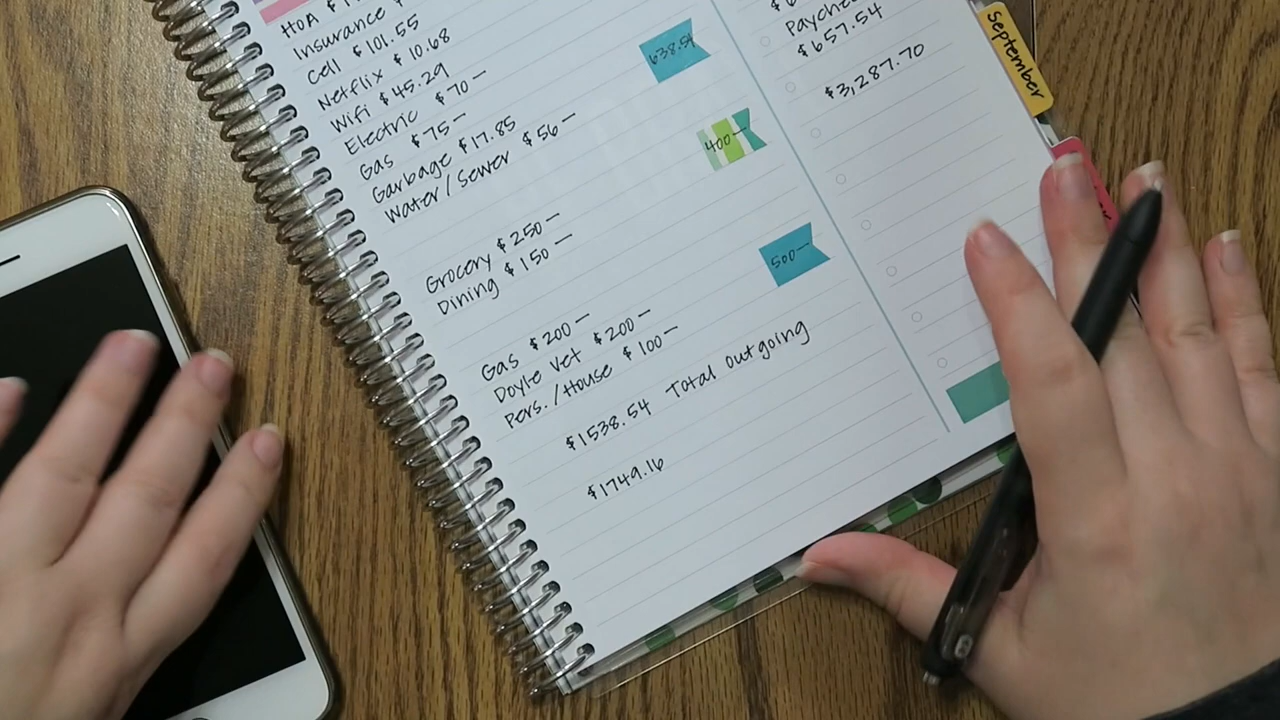 HOA $1
Insurance $
Cell $101.55
Netflix $10.68
Wifi $45.29
Electric $70—
Gas $75—
Garbage $17.85
Water/Sewer $56—
638.54
Grocery $250—
Dining $150—
400—
Gas $200—
Doyle Vet $200—
Pers./House $100—
500—
$1538.54 Total outgoing
$1749.16
$657.54
$3,287.70
September